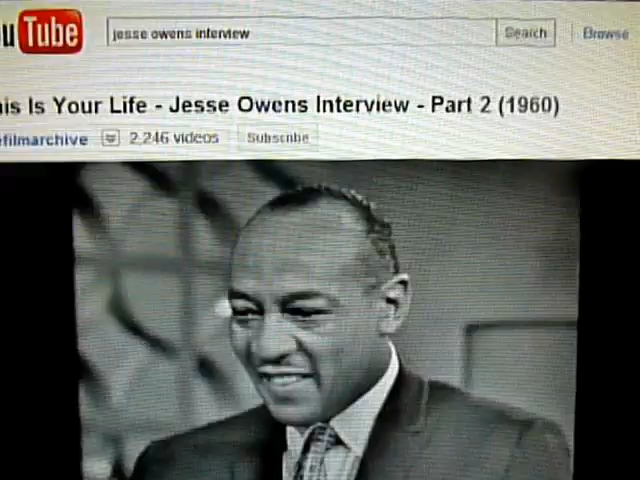 uTube jesse owens interview Search Browse
his Is Your Life - Jesse Owens Interview - Part 2 (1960)
efilmarchive 2,246 videos Subscribe